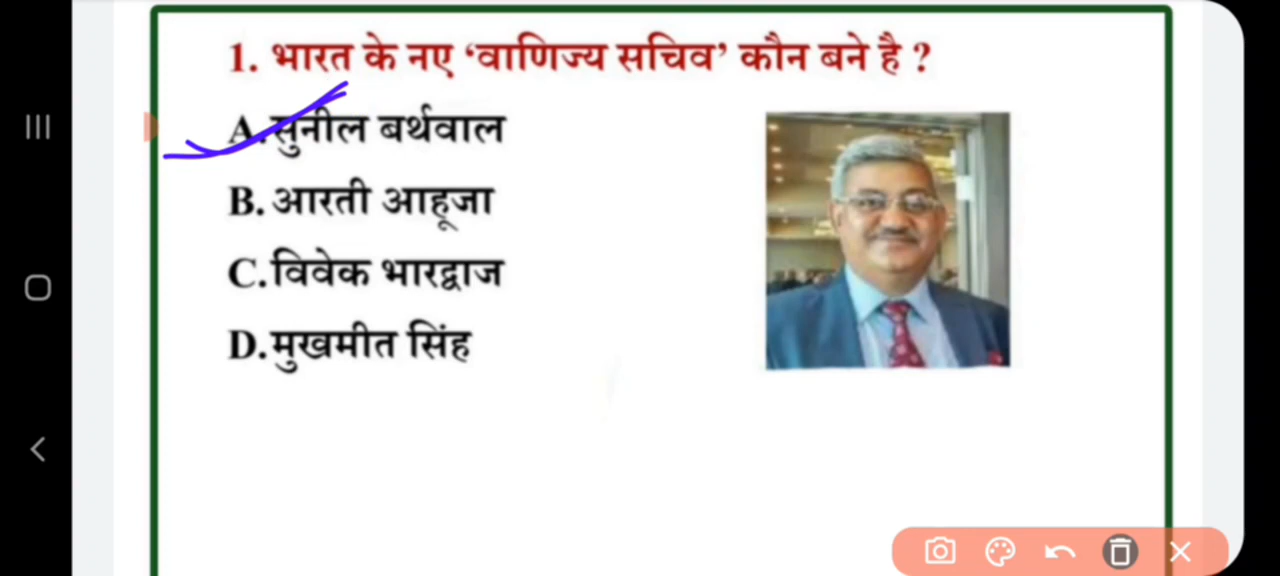 1. भारत के नए ‘वाणिज्य सचिव’ कौन बने है ?
A.सुनील बर्थवाल
B. आरती आहूजा
C.विवेक भारद्वाज
D.मुखमीत सिंह